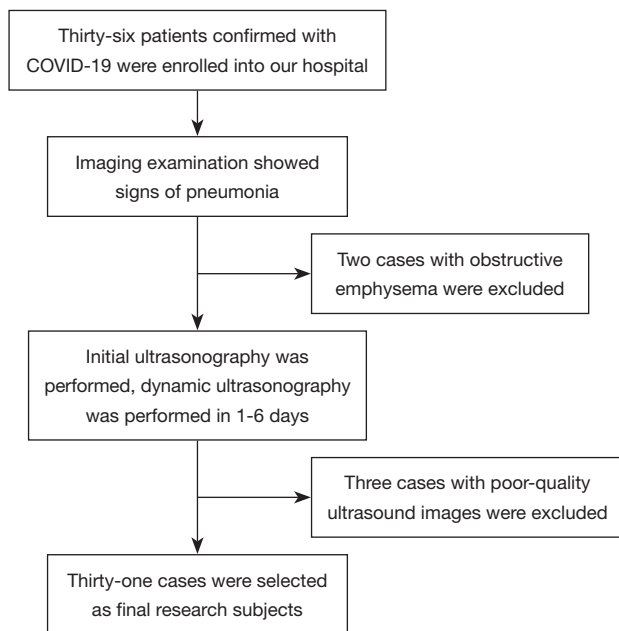 Thirty-six patients confirmed with
COVID-19 were enrolled into our hospital
Imaging examination showed
signs of pneumonia
Two cases with obstructive
emphysema were excluded
Initial ultrasonography was
performed, dynamic ultrasonography
was performed in 1-6 days
Three cases with poor-quality
ultrasound images were excluded
Thirty-one cases were selected
as final research subjects